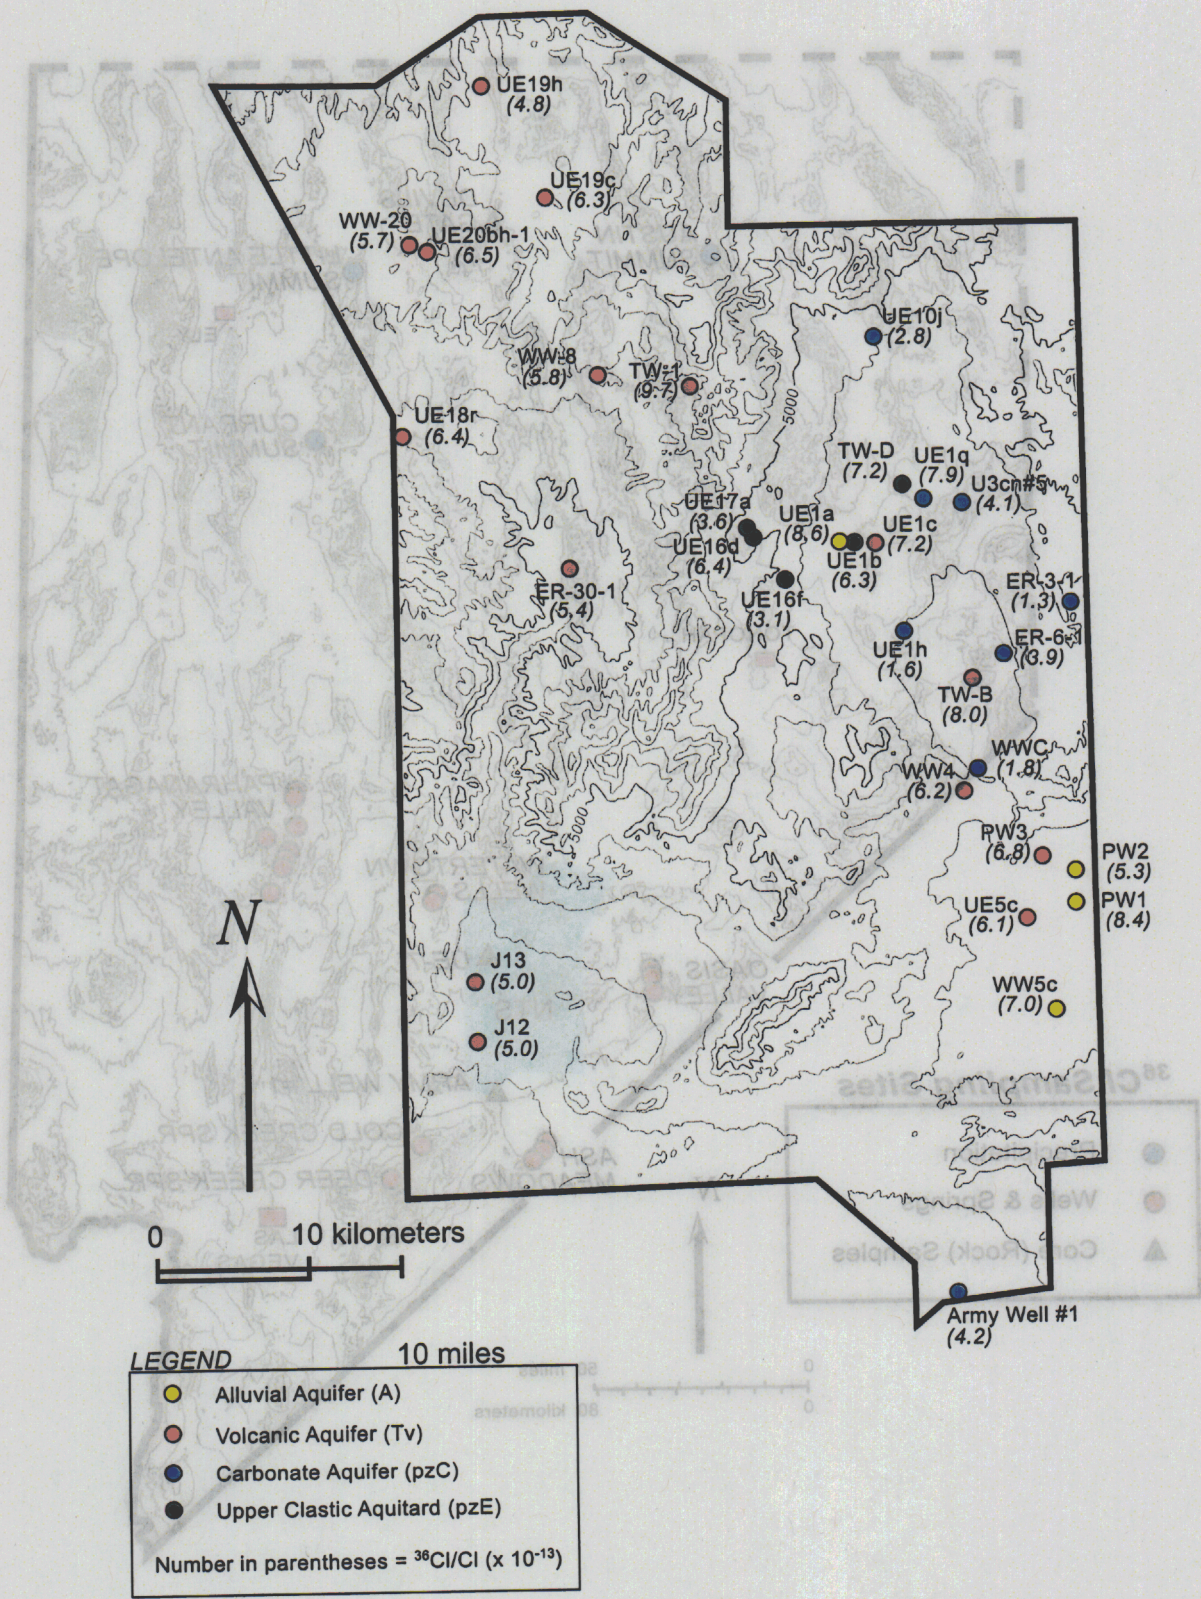 UE19h
(4.8)
UE19c
(6.3)
WW-20
(5.7)
UE20bh-1
(6.5)
UE10j
(2.8)
WW-8
(5.8)
TW-1
(9.7)
5000
UE18r
(6.4)
TW-D
(7.2)
UE1q
(7.9)
U3cn#5
(4.1)
UE17a
(3.6)
UE1a
(8.6)
UE1c
(7.2)
UE16d
(6.4)
UE1b
(6.3)
ER-30-1
(5.4)
UE16f
(3.1)
ER-3-1
(1.3)
UE1h
(1.6)
ER-6-1
(3.9)
TW-B
(8.0)
WWC
(1.8)
WW4
(6.2)
5000
PW3
(6.8)
PW2
(5.3)
PW1
(8.4)
UE5c
(6.1)
N
J13
(5.0)
WW5c
(7.0)
J12
(5.0)
0 10 kilometers
10 miles
Army Well #1
(4.2)
LEGEND
Alluvial Aquifer (A)
Volcanic Aquifer (Tv)
Carbonate Aquifer (pzC)
Upper Clastic Aquitard (pzE)
Number in parentheses = ³⁶Cl/Cl (x 10⁻¹³)